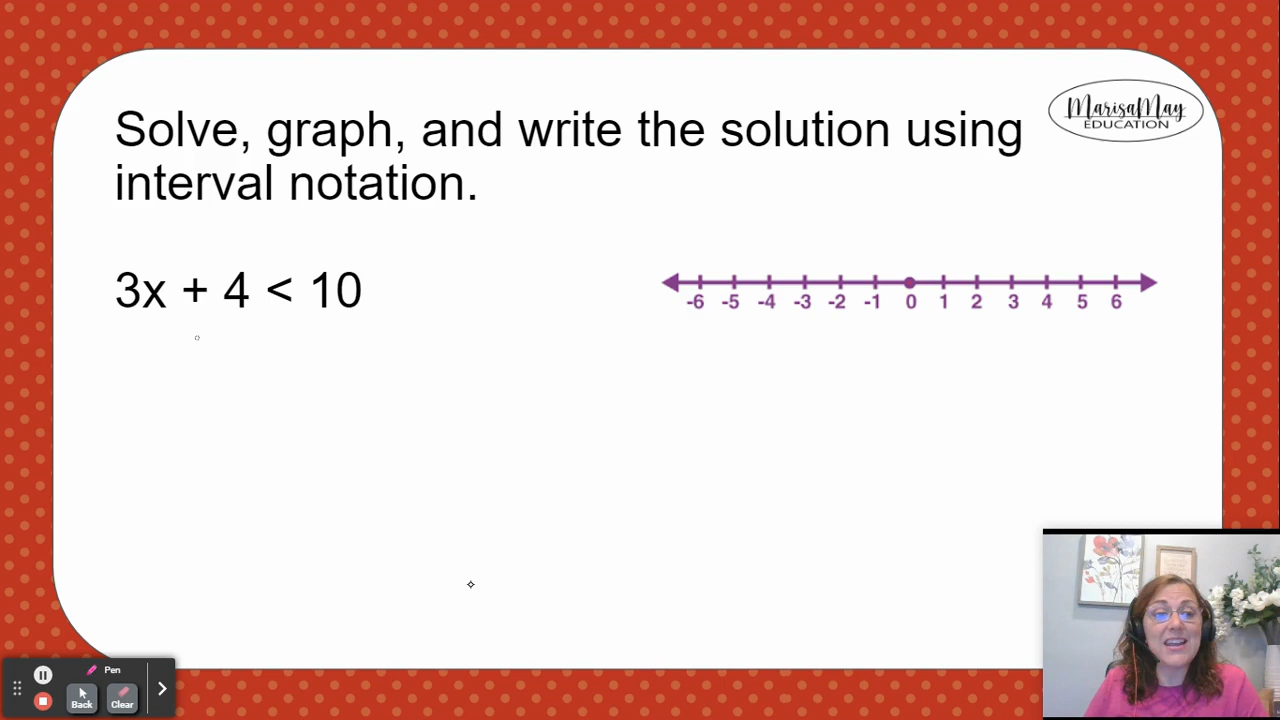 Solve, graph, and write the solution using
interval notation.
MarisaMay
EDUCATION
3x + 4 < 10
-6 -5 -4 -3 -2 -1 0 1 2 3 4 5 6
Pen
Back Clear